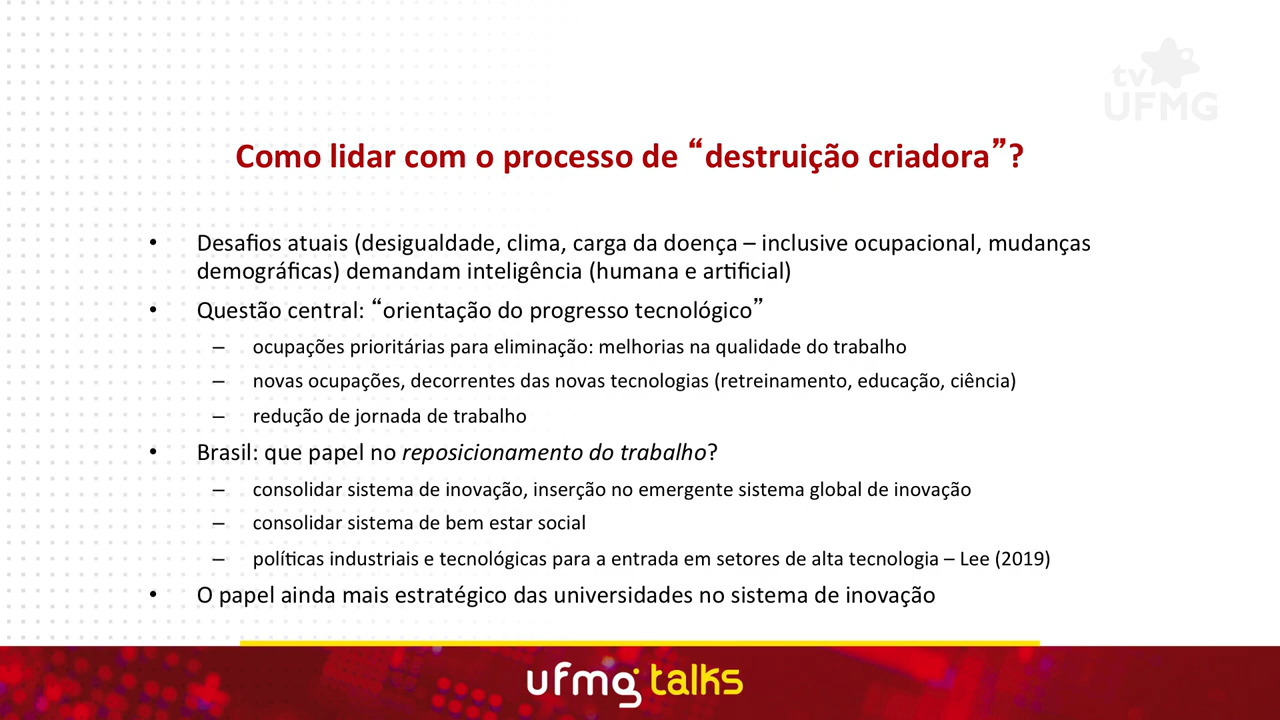 tv
UFMG
Como lidar com o processo de “destruição criadora”?
• Desafios atuais (desigualdade, clima, carga da doença – inclusive ocupacional, mudanças
demográficas) demandam inteligência (humana e artificial)
• Questão central: “orientação do progresso tecnológico”
– ocupações prioritárias para eliminação: melhorias na qualidade do trabalho
– novas ocupações, decorrentes das novas tecnologias (retreinamento, educação, ciência)
– redução de jornada de trabalho
• Brasil: que papel no reposicionamento do trabalho?
– consolidar sistema de inovação, inserção no emergente sistema global de inovação
– consolidar sistema de bem estar social
– políticas industriais e tecnológicas para a entrada em setores de alta tecnologia – Lee (2019)
• O papel ainda mais estratégico das universidades no sistema de inovação
ufmg talks